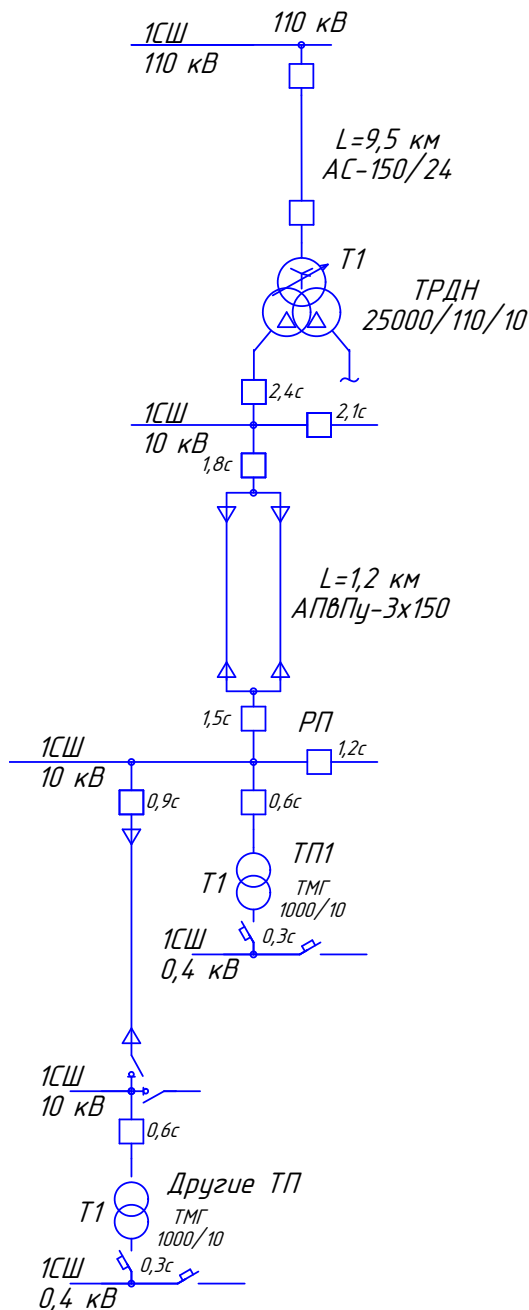 1СШ
110 кВ
110 кВ
L=9,5 км
АС-150/24
Т1
ТРДН
25000/110/10
2,4с
1СШ
10 кВ
2,1с
1,8с
L=1,2 км
АПвПу-3х150
1,5с
РП
1СШ
10 кВ
1,2с
0,9с
0,6с
ТП1
Т1
ТМГ
1000/10
0,3с
1СШ
0,4 кВ
1СШ
10 кВ
0,6с
Другие ТП
Т1
ТМГ
1000/10
0,3с
1СШ
0,4 кВ